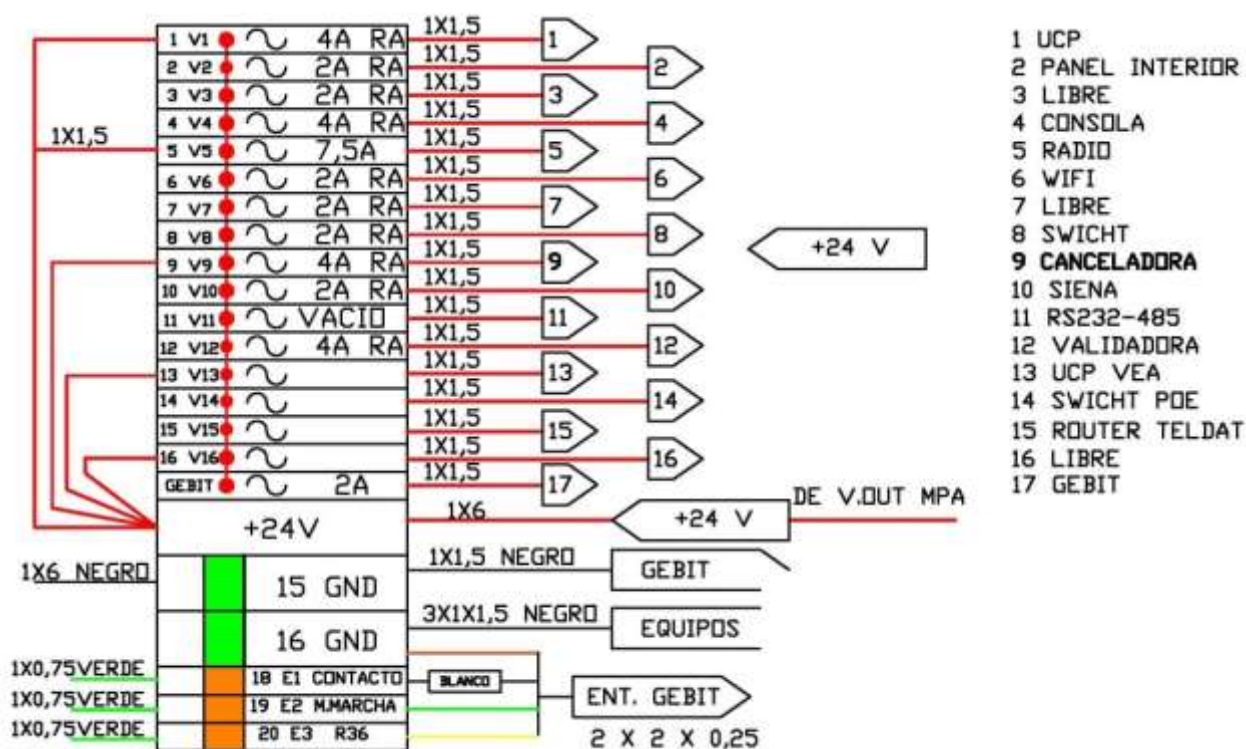 1 V1 4A RA 1X1,5 1
2 V2 2A RA 1X1,5 2
3 V3 2A RA 1X1,5 3
4 V4 4A RA 1X1,5 4
1X1,5
5 V5 7,5A 1X1,5 5
6 V6 2A RA 1X1,5 6
7 V7 2A RA 1X1,5 7
8 V8 2A RA 1X1,5 8
9 V9 4A RA 1X1,5 9
10 V10 2A RA 1X1,5 10
11 V11 VACIO 1X1,5 11
12 V12 4A RA 1X1,5 12
13 V13 1X1,5 13
14 V14 1X1,5 14
15 V15 1X1,5 15
16 V16 1X1,5 16
GEBIT 2A 1X1,5 17
+24V 1X6 +24 V DE V.OUT MPA
1X6 NEGRO 15 GND 1X1,5 NEGRO GEBIT
16 GND 3X1X1,5 NEGRO EQUIPOS
1X0,75VERDE 18 E1 CONTACTO BLANCO
1X0,75VERDE 19 E2 M.MARCHA ENT. GEBIT
1X0,75VERDE 20 E3 R36 2 X 2 X 0,25
+24 V
1 UCP
2 PANEL INTERIOR
3 LIBRE
4 CONSOLA
5 RADIO
6 WIFI
7 LIBRE
8 SWICHT
9 CANCELADORA
10 SIENA
11 RS232-485
12 VALIDADORA
13 UCP VEA
14 SWICHT POE
15 ROUTER TELDAT
16 LIBRE
17 GEBIT